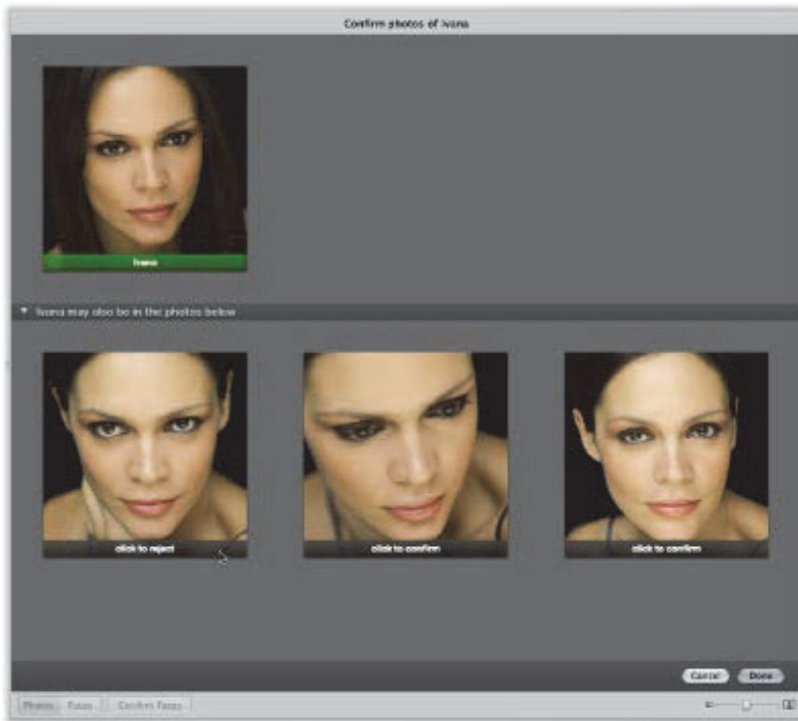 Confirm photos of Ivana
Ivana
Ivana may also be in the photos below
click to reject
click to confirm
click to confirm
Cancel
Done
Photos
Faces
Confirm Faces